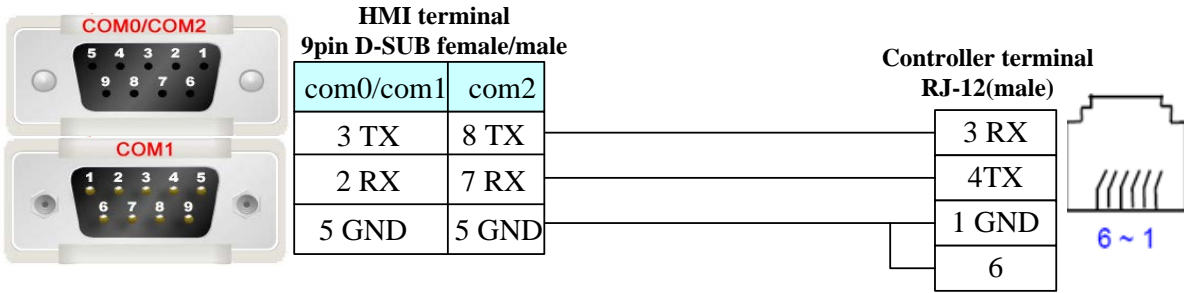 COM0/COM2
5 4 3 2 1
9 8 7 6
COM1
1 2 3 4 5
6 7 8 9
HMI terminal
9pin D-SUB female/male
com0/com1 com2
3 TX 8 TX
2 RX 7 RX
5 GND 5 GND
Controller terminal
RJ-12(male)
3 RX
4TX
1 GND
6
6 ~ 1